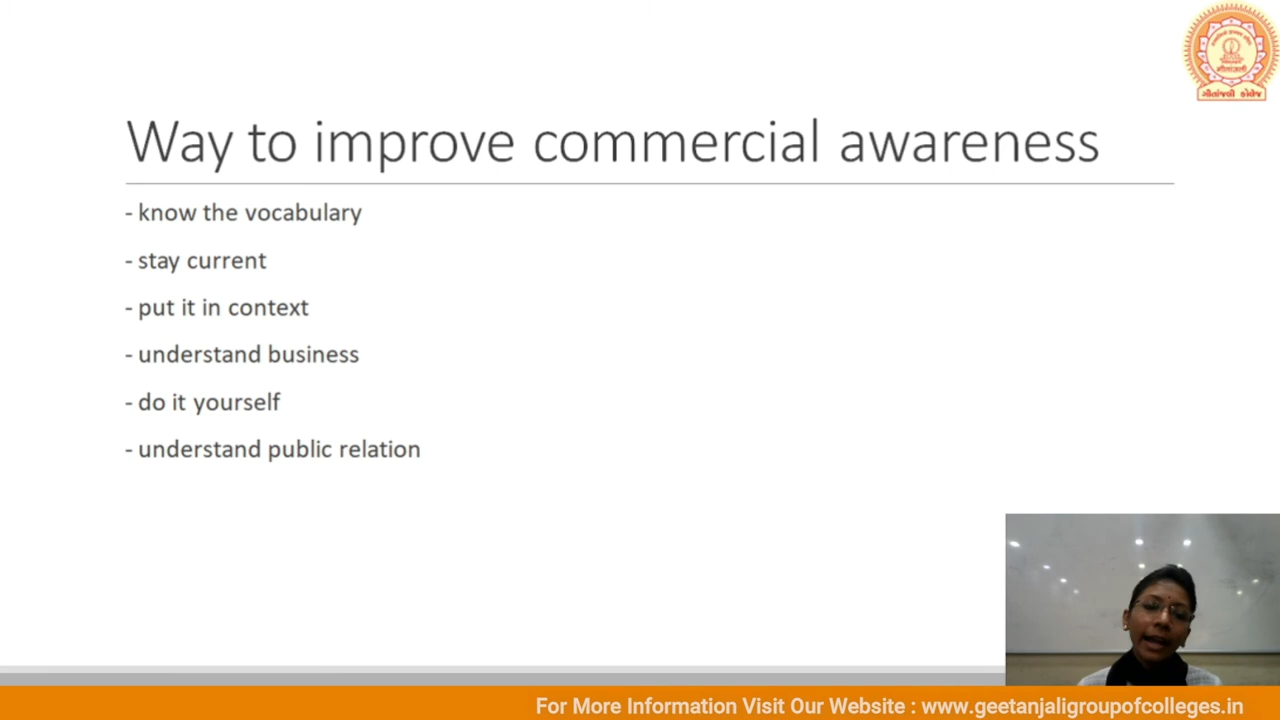 Way to improve commercial awareness
- know the vocabulary
- stay current
- put it in context
- understand business
- do it yourself
- understand public relation
ગીતાંજલી કોલેજ
For More Information Visit Our Website : www.geetanjaligroupofcolleges.in